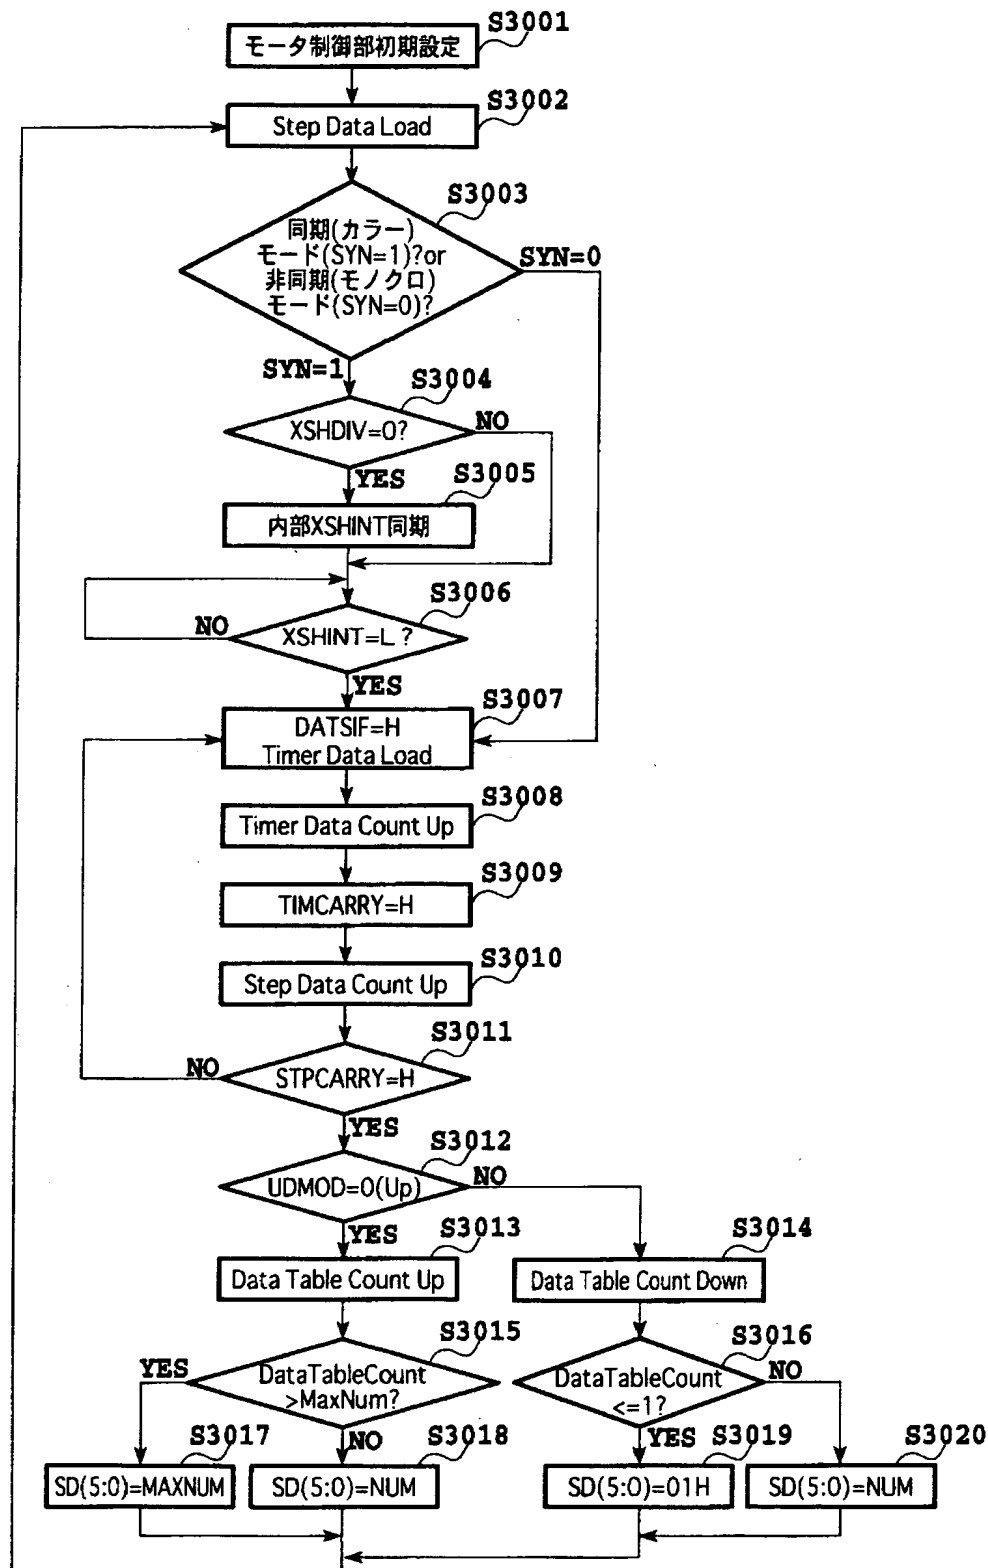 S3001
モータ制御部初期設定
S3002
Step Data Load
S3003
同期(カラー)
モード(SYN=1)?or
非同期(モノクロ)
モード(SYN=0)?
SYN=0
SYN=1
S3004
XSHDIV=0?
NO
YES
S3005
内部XSHINT同期
S3006
NO
XSHINT=L ?
YES
S3007
DATSIF=H
Timer Data Load
S3008
Timer Data Count Up
S3009
TIMCARRY=H
S3010
Step Data Count Up
S3011
NO
STPCARRY=H
YES
S3012
UDMOD=0(Up)
NO
YES
S3013
Data Table Count Up
S3014
Data Table Count Down
S3015
YES
DataTableCount
>MaxNum?
NO
S3016
DataTableCount
<=1?
NO
YES
S3017
SD(5:0)=MAXNUM
S3018
SD(5:0)=NUM
S3019
SD(5:0)=01H
S3020
SD(5:0)=NUM